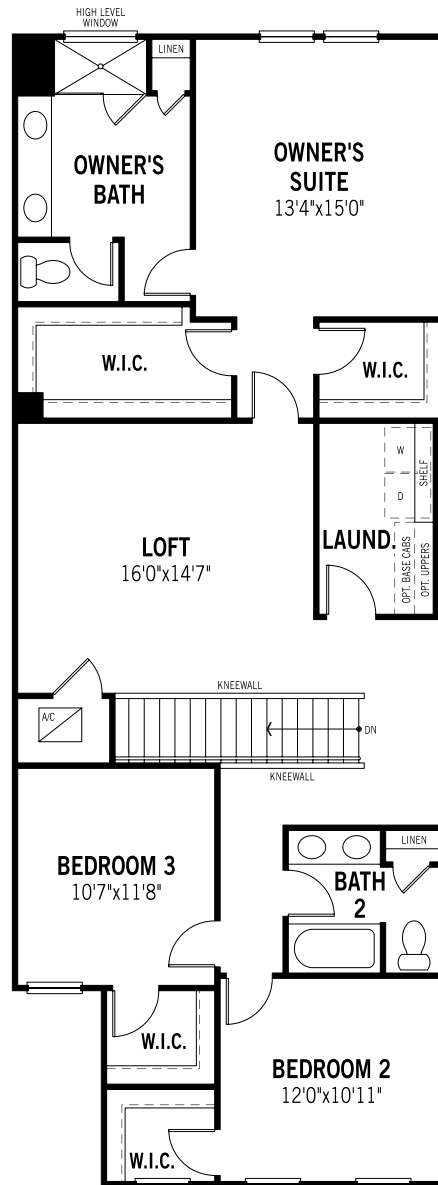 HIGH LEVEL
WINDOW
LINEN
OWNER'S
BATH
OWNER'S
SUITE
13'4"x15'0"
W.I.C.
W.I.C.
W
D
SHELF
LAUND.
OPT. BASE CABS
OPT. UPPERS
LOFT
16'0"x14'7"
KNEEWALL
A/C
DN
KNEEWALL
BEDROOM 3
10'7"x11'8"
LINEN
BATH
2
W.I.C.
BEDROOM 2
12'0"x10'11"
W.I.C.